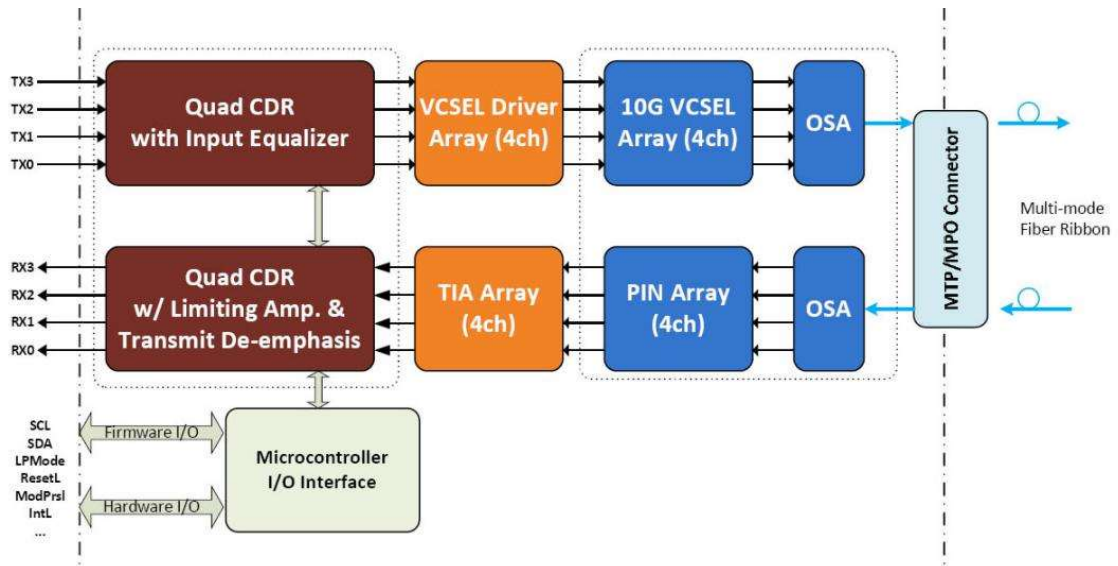 TX3
TX2
TX1
TX0
Quad CDR
with Input Equalizer
VCSEL Driver
Array (4ch)
10G VCSEL
Array (4ch)
OSA
MTP/MPO Connector
Multi-mode
Fiber Ribbon
RX3
RX2
RX1
RX0
Quad CDR
w/ Limiting Amp. &
Transmit De-emphasis
TIA Array
(4ch)
PIN Array
(4ch)
OSA
SCL
SDA
LPMode
ResetL
ModPrsl
IntL
...
Firmware I/O
Hardware I/O
Microcontroller
I/O Interface